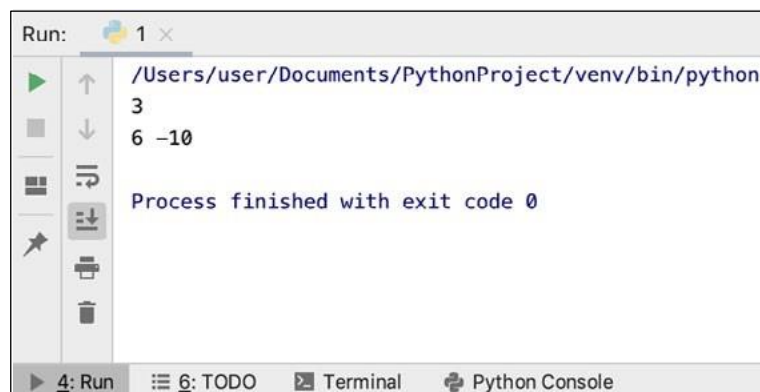 Run: 1
/Users/user/Documents/PythonProject/venv/bin/python
3
6 –10
Process finished with exit code 0
4: Run 6: TODO Terminal Python Console